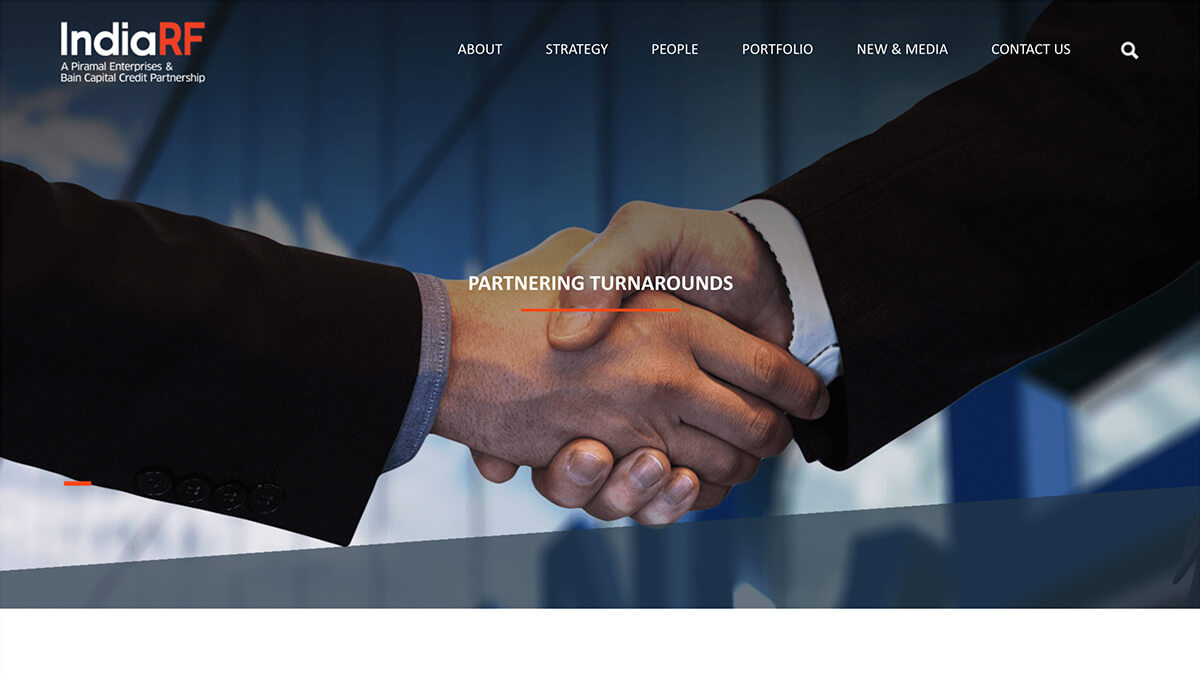 IndiaRF
A Piramal Enterprises &
Bain Capital Credit Partnership
ABOUT STRATEGY PEOPLE PORTFOLIO NEW & MEDIA CONTACT US
PARTNERING TURNAROUNDS